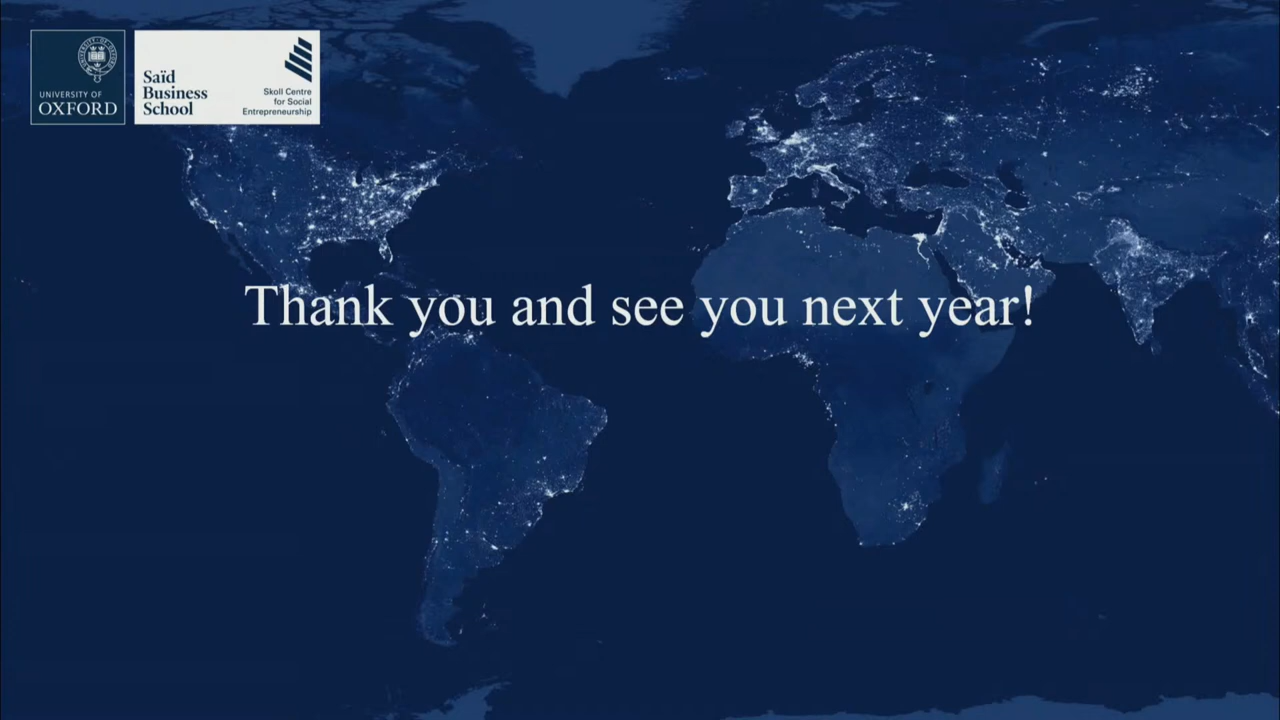 UNIVERSITY OF
OXFORD
Saïd
Business
School
Skoll Centre
for Social
Entrepreneurship
Thank you and see you next year!